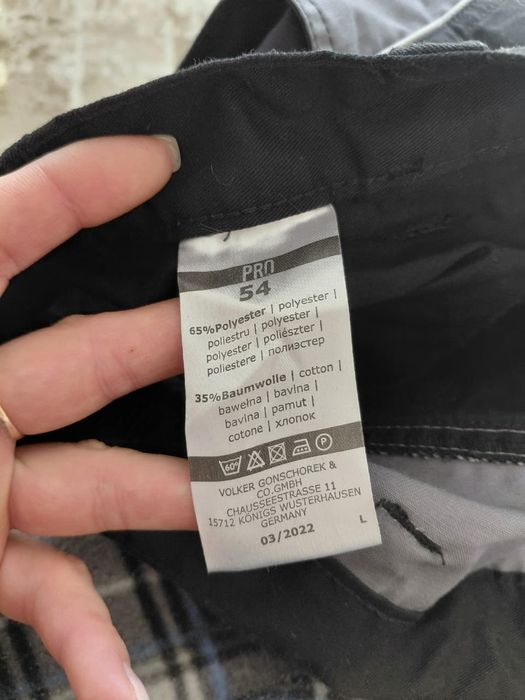 PRO
54
65%Polyester | polyester |
poliestru | polyester |
polyester | poliészter |
poliestere | полиэстер
35%Baumwolle | cotton |
bawełna | bavlna |
bavlna | pamut |
cotone | хлопок
60° P
VOLKER GONSCHOREK &
CO.GMBH
CHAUSSEESTRASSE 11
15712 KÖNIGS WUSTERHAUSEN
GERMANY
03/2022 L